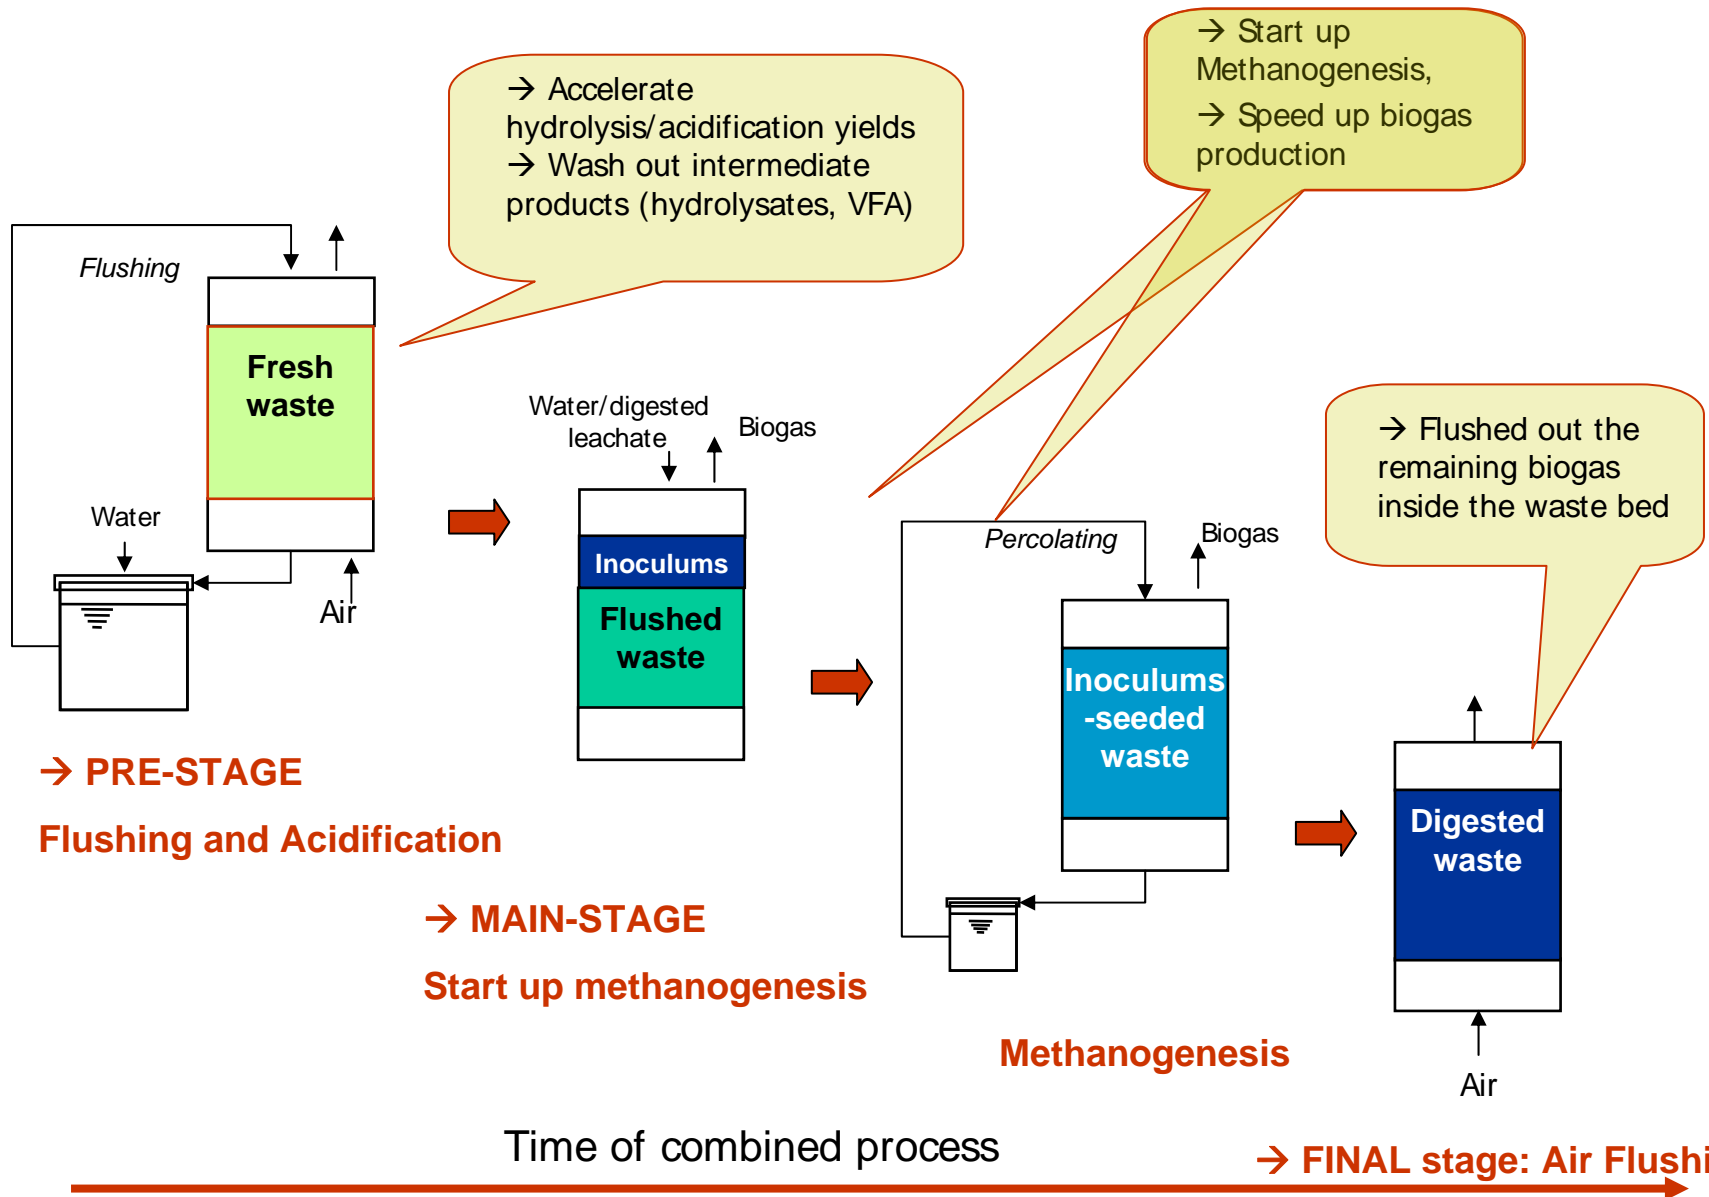 → Start up
Methanogenesis,
→ Speed up biogas
production
→ Accelerate
hydrolysis/acidification yields
→ Wash out intermediate
products (hydrolysates, VFA)
Flushing
Fresh
waste
Water
Air
Water/digested
leachate
Biogas
Inoculums
Flushed
waste
→ Flushed out the
remaining biogas
inside the waste bed
Percolating
Biogas
Inoculums
-seeded
waste
Digested
waste
Air
→ PRE-STAGE
Flushing and Acidification
→ MAIN-STAGE
Start up methanogenesis
Methanogenesis
Time of combined process
→ FINAL stage: Air Flushi